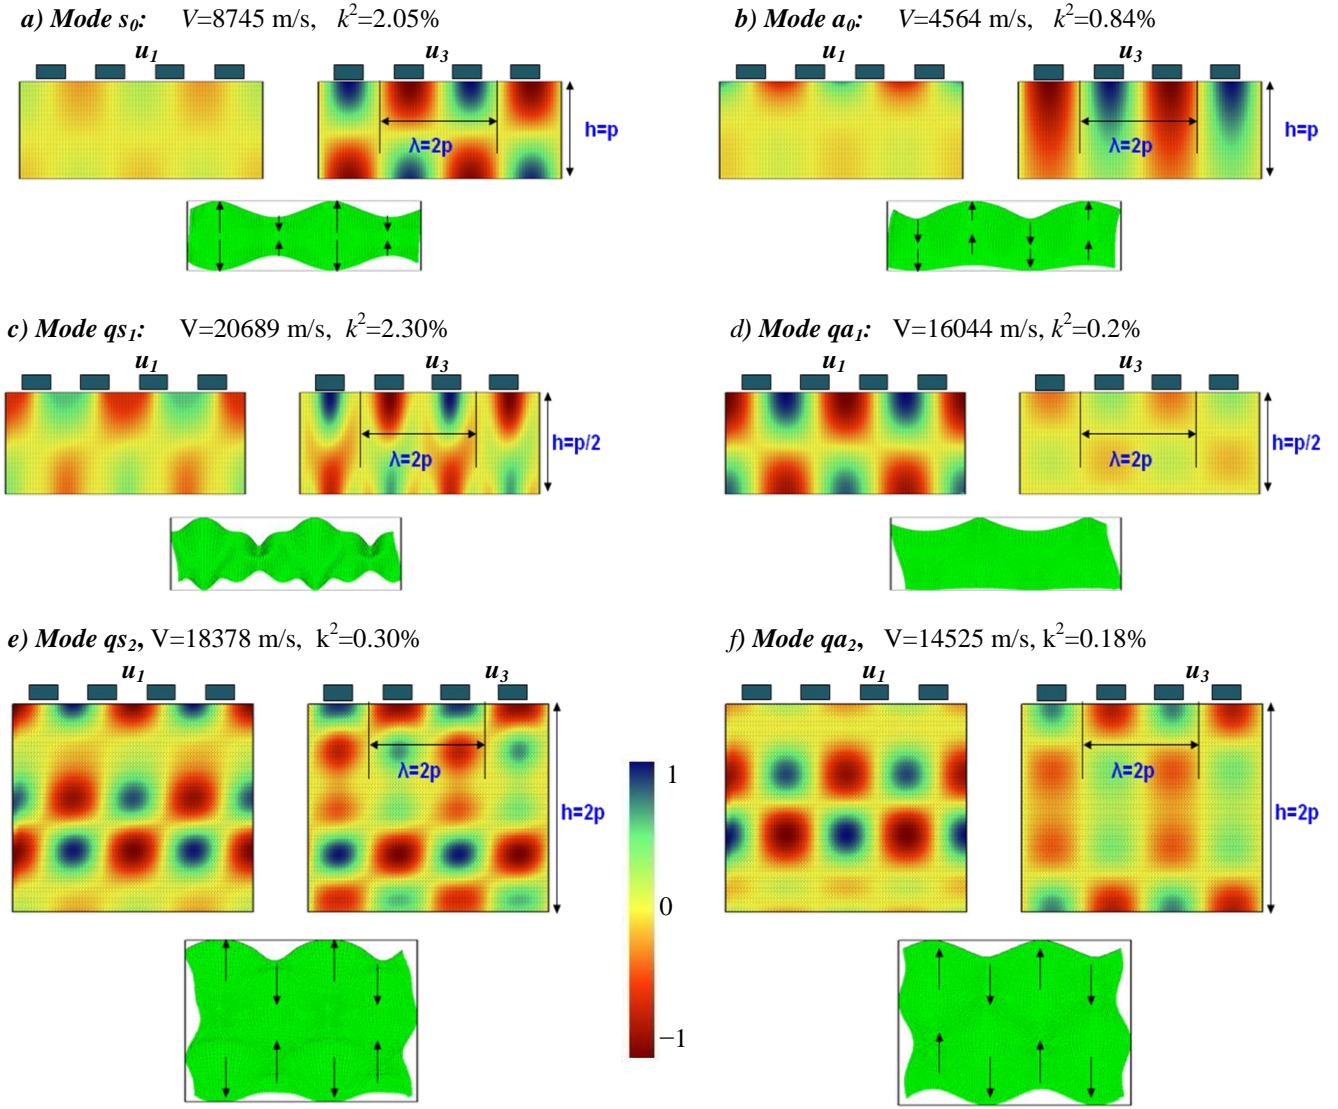 a) Mode s₀: V=8745 m/s, k²=2.05%
u₁ u₃
h=p
λ=2p
b) Mode a₀: V=4564 m/s, k²=0.84%
u₁ u₃
h=p
λ=2p
c) Mode qs₁: V=20689 m/s, k²=2.30%
u₁ u₃
h=p/2
λ=2p
d) Mode qa₁: V=16044 m/s, k²=0.2%
u₁ u₃
h=p/2
λ=2p
e) Mode qs₂, V=18378 m/s, k²=0.30%
u₁ u₃
λ=2p
h=2p
f) Mode qa₂, V=14525 m/s, k²=0.18%
u₁ u₃
λ=2p
h=2p
1
0
−1